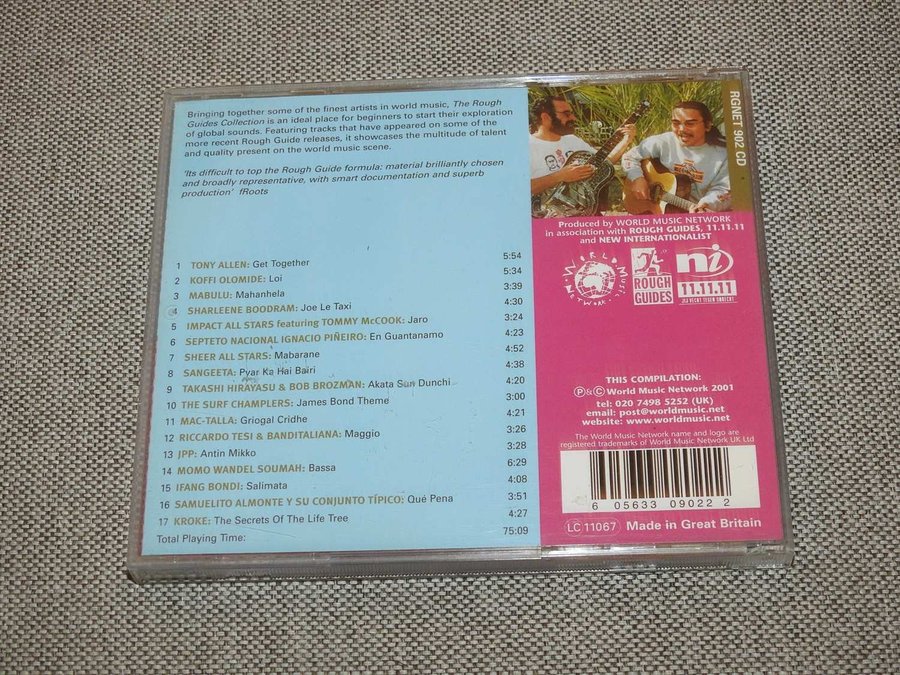 Bringing together some of the finest artists in world music, The Rough
Guides Collection is an ideal place for beginners to start their exploration
of global sounds. Featuring tracks that have appeared on some of the
more recent Rough Guide releases, it showcases the multitude of talent
and quality present on the world music scene.
'Its difficult to top the Rough Guide formula: material brilliantly chosen
and broadly representative, with smart documentation and superb
production' fRoots
1 TONY ALLEN: Get Together 5:54
2 KOFFI OLOMIDE: Loi 5:34
3 MABULU: Mahanhela 3:39
4 SHARLEENE BOODRAM: Joe Le Taxi 4:30
5 IMPACT ALL STARS featuring TOMMY McCOOK: Jaro 3:24
6 SEPTETO NACIONAL IGNACIO PIÑEIRO: En Guantanamo 4:23
7 SHEER ALL STARS: Mabarane 4:52
8 SANGEETA: Pyar Ka Hai Bairi 4:38
9 TAKASHI HIRAYASU & BOB BROZMAN: Akata Sun Dunchi 4:20
10 THE SURF CHAMPLERS: James Bond Theme 3:00
11 MAC-TALLA: Griogal Cridhe 4:21
12 RICCARDO TESI & BANDITALIANA: Maggio 3:26
13 JPP: Antin Mikko 3:28
14 MOMO WANDEL SOUMAH: Bassa 6:29
15 IFANG BONDI: Salimata 4:08
16 SAMUELITO ALMONTE Y SU CONJUNTO TÍPICO: Qué Pena 3:51
17 KROKE: The Secrets Of The Life Tree 4:27
Total Playing Time: 75:09
RGNET 902 CD
Produced by WORLD MUSIC NETWORK
in association with ROUGH GUIDES, 11.11.11
and NEW INTERNATIONALIST
WORLD MUSIC NETWORK
ROUGH
GUIDES
ni
11.11.11
THIS COMPILATION:
Ⓟ&© World Music Network 2001
tel: 020 7498 5252 (UK)
email: post@worldmusic.net
website: www.worldmusic.net
The World Music Network name and logo are
registered trademarks of World Music Network UK Ltd
6 05633 09022 2
LC 11067 Made in Great Britain